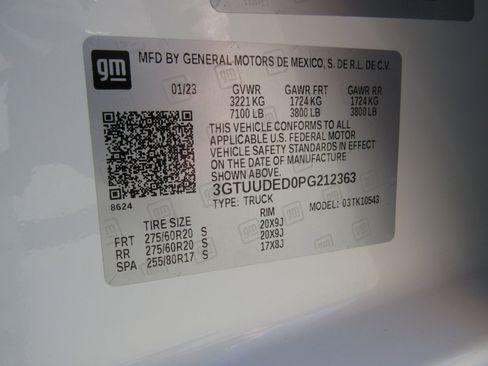 gm
MFD BY GENERAL MOTORS DE MEXICO, S. DE R.L. DE C.V.
01/23 GVWR GAWR FRT GAWR RR
3221 KG 1724 KG 1724 KG
7100 LB 3800 LB 3800 LB
THIS VEHICLE CONFORMS TO ALL
APPLICABLE U.S. FEDERAL MOTOR
VEHICLE SAFETY STANDARDS IN EFFECT
ON THE DATE OF MANUFACTURE
SHOWN ABOVE.
3GTUUDED0PG212363
8624 TYPE: TRUCK MODEL: 03TK10543
TIRE SIZE RIM
FRT 275/60R20 S 20X9J
RR 275/60R20 S 20X9J
SPA 255/80R17 S 17X8J